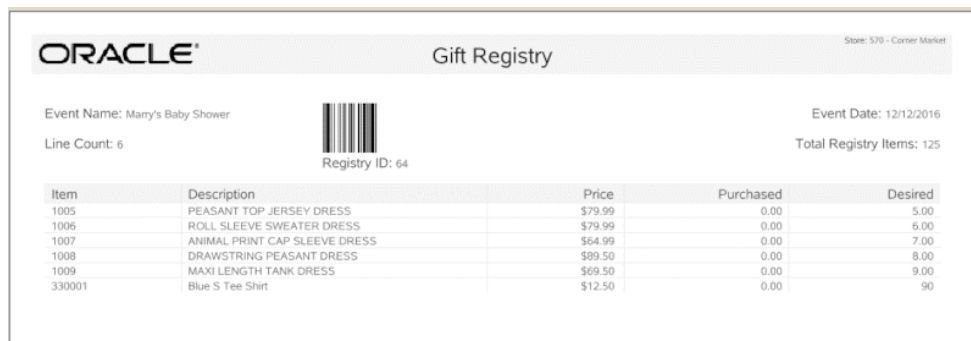 ORACLE
Gift Registry
Store: 570 - Corner Market
Event Name: Marry's Baby Shower
Event Date: 12/12/2016
Line Count: 6
Total Registry Items: 125
Registry ID: 64
Item Description Price Purchased Desired
1005 PEASANT TOP JERSEY DRESS $79.99 0.00 5.00
1006 ROLL SLEEVE SWEATER DRESS $79.99 0.00 6.00
1007 ANIMAL PRINT CAP SLEEVE DRESS $64.99 0.00 7.00
1008 DRAWSTRING PEASANT DRESS $89.50 0.00 8.00
1009 MAXI LENGTH TANK DRESS $69.50 0.00 9.00
330001 Blue S Tee Shirt $12.50 0.00 90